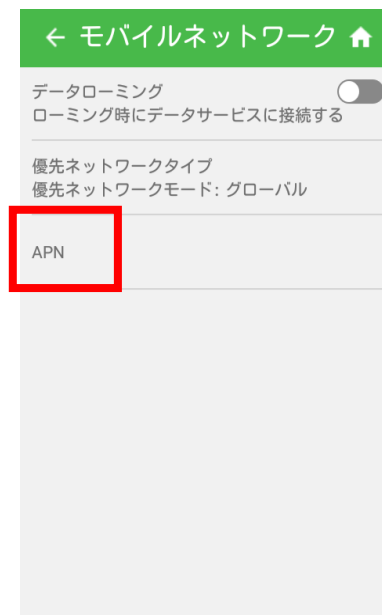 モバイルネットワーク
データローミング
ローミング時にデータサービスに接続する
優先ネットワークタイプ
優先ネットワークモード: グローバル
APN